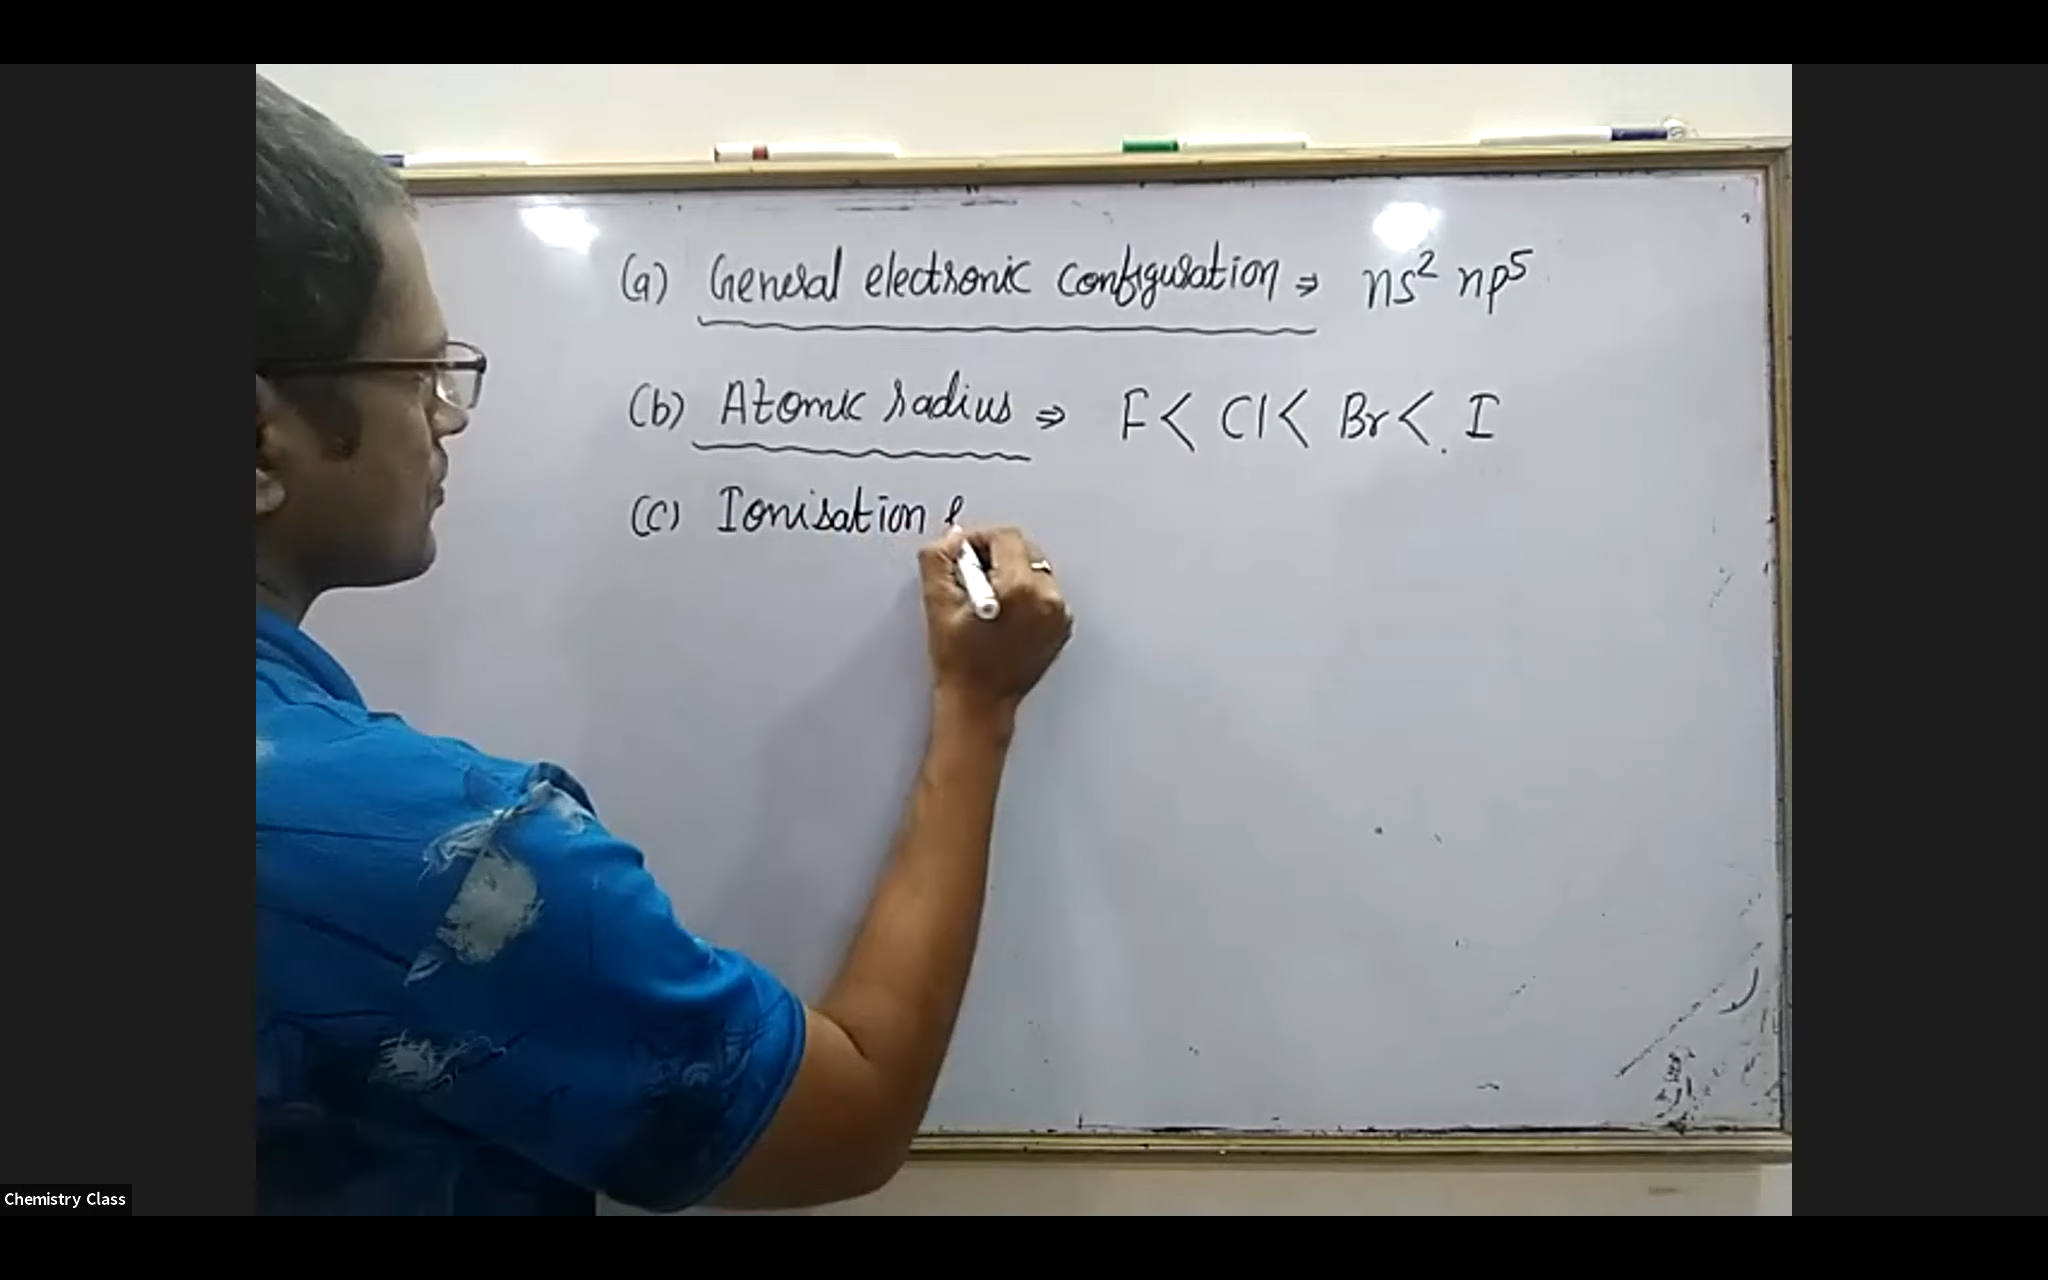 (a) General electronic configuration ⇒ ns² np⁵
(b) Atomic radius ⇒ F < Cl < Br < I
(c) Ionisation e
Chemistry Class